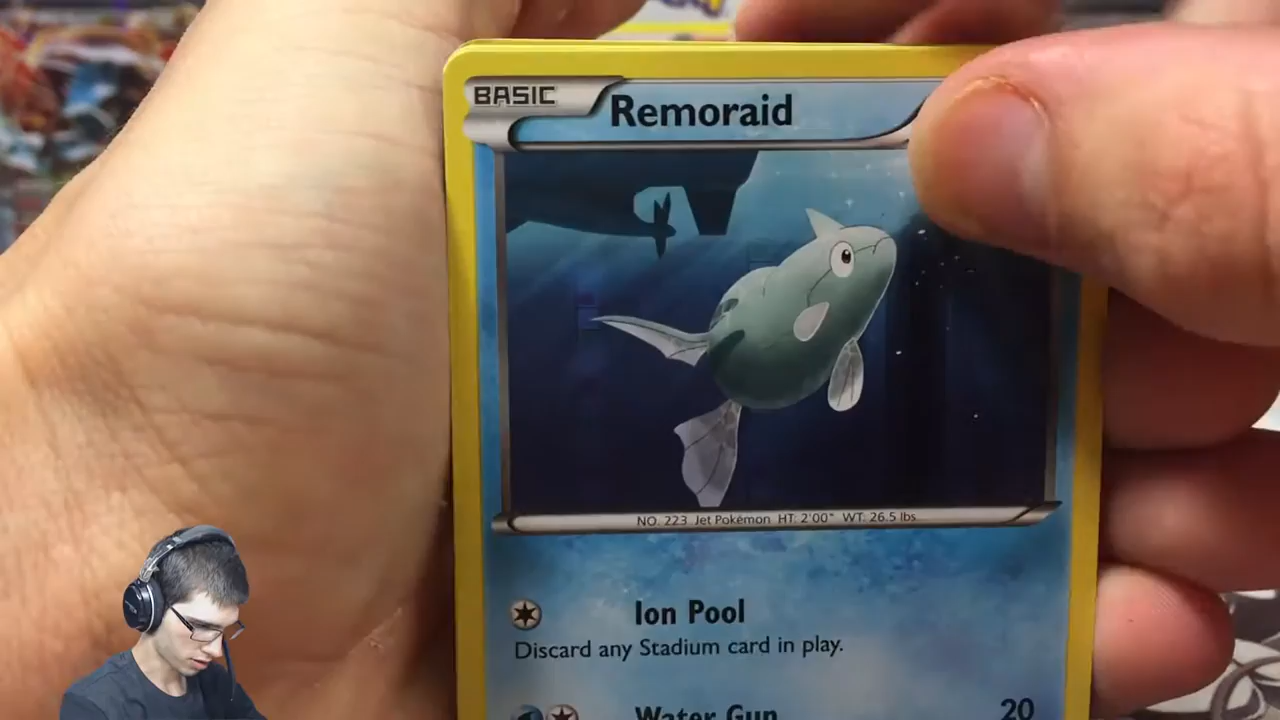 BASIC Remoraid
NO. 223 Jet Pokémon HT: 2'00" WT: 26.5 lbs
Ion Pool
Discard any Stadium card in play.
Water Gun 20